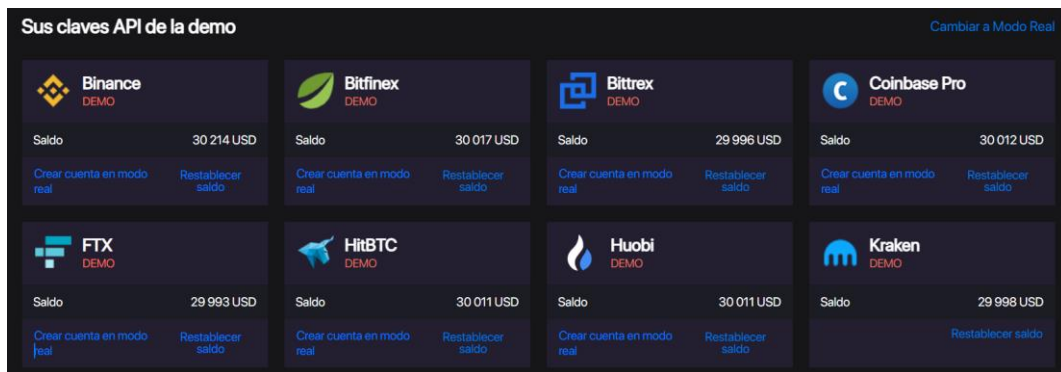 Sus claves API de la demo
Cambiar a Modo Real
Binance
DEMO
Saldo 30 214 USD
Crear cuenta en modo real
Restablecer saldo
Bitfinex
DEMO
Saldo 30 017 USD
Crear cuenta en modo real
Restablecer saldo
Bittrex
DEMO
Saldo 29 996 USD
Crear cuenta en modo real
Restablecer saldo
Coinbase Pro
DEMO
Saldo 30 012 USD
Crear cuenta en modo real
Restablecer saldo
FTX
DEMO
Saldo 29 993 USD
Crear cuenta en modo real
Restablecer saldo
HitBTC
DEMO
Saldo 30 011 USD
Crear cuenta en modo real
Restablecer saldo
Huobi
DEMO
Saldo 30 011 USD
Crear cuenta en modo real
Restablecer saldo
Kraken
DEMO
Saldo 29 998 USD
Restablecer saldo